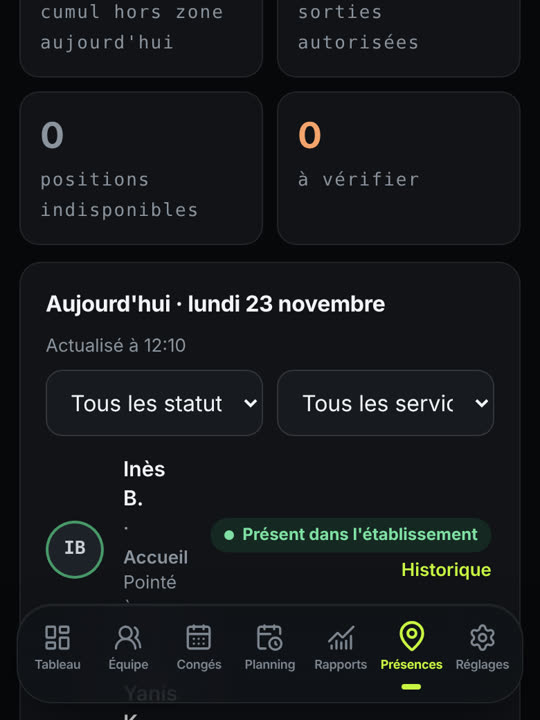 cumul hors zone
aujourd'hui
sorties
autorisées
0
positions
indisponibles
0
à vérifier
Aujourd'hui · lundi 23 novembre
Actualisé à 12:10
Tous les statut
Tous les servic
IB
Inès
B.
·
Accueil
Pointé
Présent dans l'établissement
Historique
Yanis
K
Tableau
Équipe
Congés
Planning
Rapports
Présences
Réglages